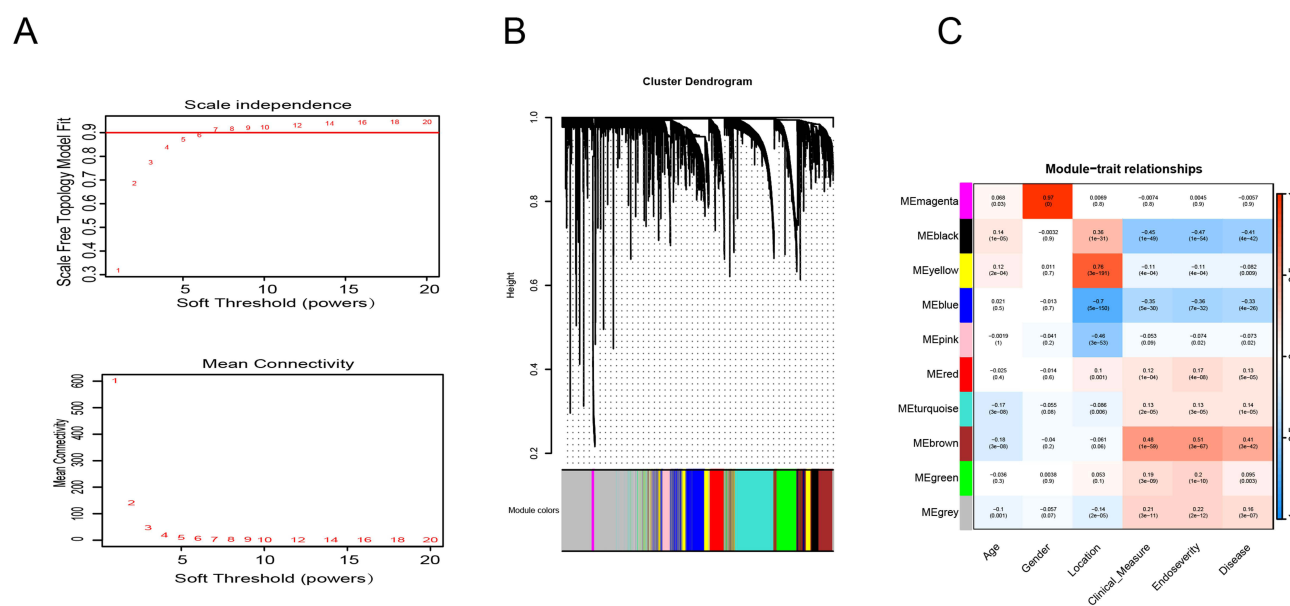 A
B
C
Scale independence
Scale Free Topology Model Fit
0.3 0.4 0.5 0.6 0.7 0.8 0.9
1 2 3 4 5 6 7 8 9 10 12 14 16 18 20
5 10 15 20
Soft Threshold (powers)
Mean Connectivity
Mean Connectivity
0 100 200 300 400 500 600
1 2 3 4 5 6 7 8 9 10 12 14 16 18 20
5 10 15 20
Soft Threshold (powers)
Cluster Dendrogram
Height
0.2 0.4 0.6 0.8 1.0
Module colors
Module−trait relationships
MEmagenta
0.068 0.97 0.0069 −0.0074 0.0045 −0.0057
(0.03) (0) (0.8) (0.8) (0.9) (0.9)
MEblack
0.14 −0.0032 0.36 −0.45 −0.47 −0.41
(1e−05) (0.9) (1e−31) (1e−49) (1e−54) (4e−42)
MEyellow
0.12 0.011 0.76 −0.11 −0.11 −0.082
(2e−04) (0.7) (3e−191) (4e−04) (4e−04) (0.009)
MEblue
0.021 −0.013 −0.7 −0.35 −0.36 −0.33
(0.5) (0.7) (5e−150) (5e−30) (7e−32) (4e−26)
MEpink
−0.0019 −0.041 −0.46 −0.053 −0.074 −0.073
(1) (0.2) (3e−53) (0.09) (0.02) (0.02)
MEred
−0.025 −0.014 0.1 0.12 0.17 0.13
(0.4) (0.6) (0.001) (1e−04) (4e−08) (5e−05)
MEturquoise
−0.17 −0.055 −0.086 0.13 0.13 0.14
(3e−08) (0.08) (0.006) (2e−05) (3e−05) (1e−05)
MEbrown
−0.18 −0.04 −0.061 0.48 0.51 0.41
(3e−08) (0.2) (0.06) (1e−59) (3e−67) (3e−42)
MEgreen
−0.036 0.0038 0.053 0.19 0.2 0.095
(0.3) (0.9) (0.1) (3e−09) (1e−10) (0.003)
MEgrey
−0.1 −0.057 −0.14 0.21 0.22 0.16
(0.001) (0.07) (2e−05) (3e−11) (2e−12) (3e−07)
Age
Gender
Location
Clinical_Measure
Endoseverity
Disease